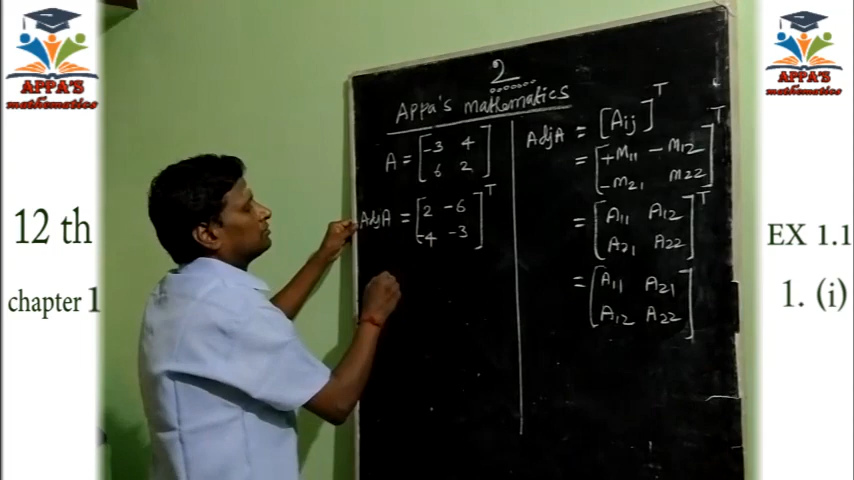 APPA'S
mathematics
12 th
chapter 1
2
Appa's mathematics
A = [-3 4
6 2]
AdjA = [2 -6
-4 -3]ᵀ
AdjA = [Aij]ᵀ
= [+M₁₁ -M₁₂
-M₂₁ M₂₂]ᵀ
= [A₁₁ A₁₂
A₂₁ A₂₂]ᵀ
= [A₁₁ A₂₁
A₁₂ A₂₂]
APPA'S
mathematics
EX 1.1
1. (i)